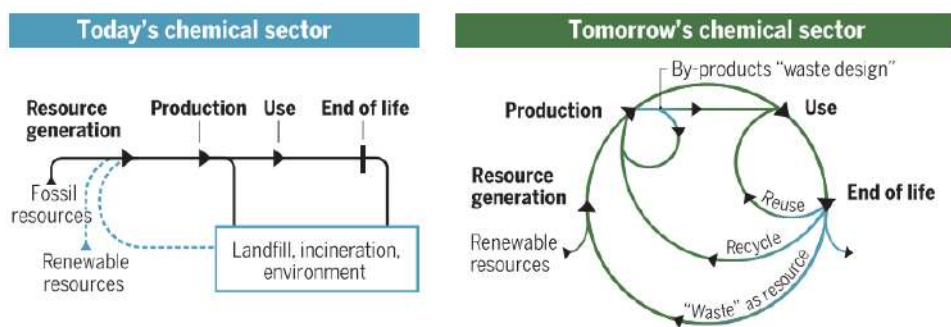 Today's chemical sector
Resource
generation
Production
Use
End of life
Fossil
resources
Renewable
resources
Landfill, incineration,
environment
Tomorrow's chemical sector
By-products “waste design”
Production
Use
Resource
generation
End of life
Renewable
resources
Reuse
Recycle
“Waste” as resource